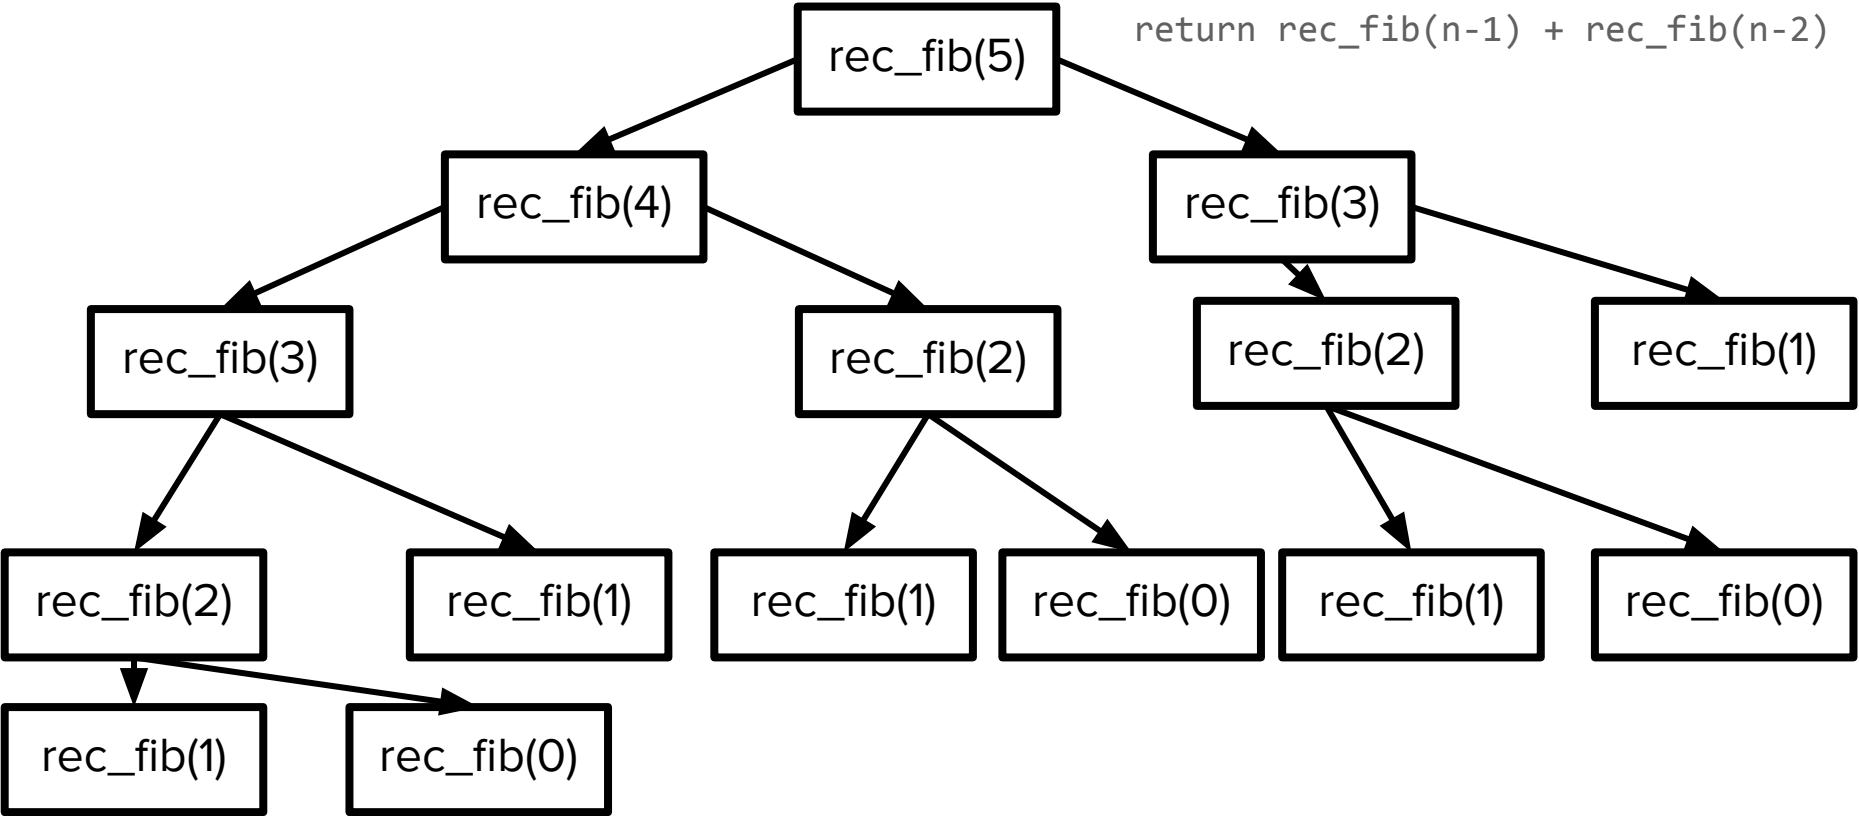 rec_fib(5)
return rec_fib(n-1) + rec_fib(n-2)
rec_fib(4)
rec_fib(3)
rec_fib(3)
rec_fib(2)
rec_fib(2)
rec_fib(1)
rec_fib(2)
rec_fib(1)
rec_fib(1)
rec_fib(0)
rec_fib(1)
rec_fib(0)
rec_fib(1)
rec_fib(0)